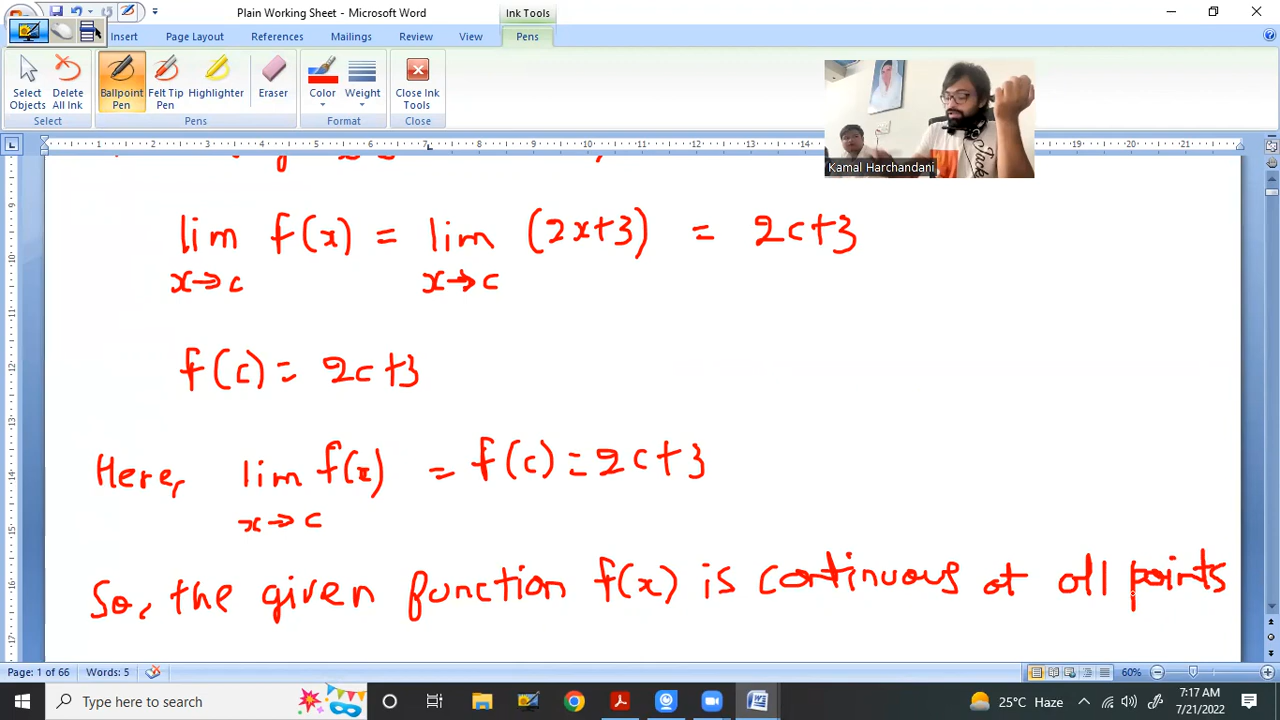 Plain Working Sheet - Microsoft Word
Ink Tools
Insert Page Layout References Mailings Review View Pens
Select Objects
Delete All Ink
Ballpoint Pen
Felt Tip Pen
Highlighter
Eraser
Color
Weight
Close Ink Tools
Select Pens Format Close
Kamal Harchandani
lim f(x) = lim (2x+3) = 2c+3
x→c x→c
f(c) = 2c+3
Here, lim f(x) = f(c) = 2c+3
x→c
So, the given function f(x) is continuous at all points
Page: 1 of 66 Words: 5 60%
Type here to search
25°C Haze
7:17 AM
7/21/2022